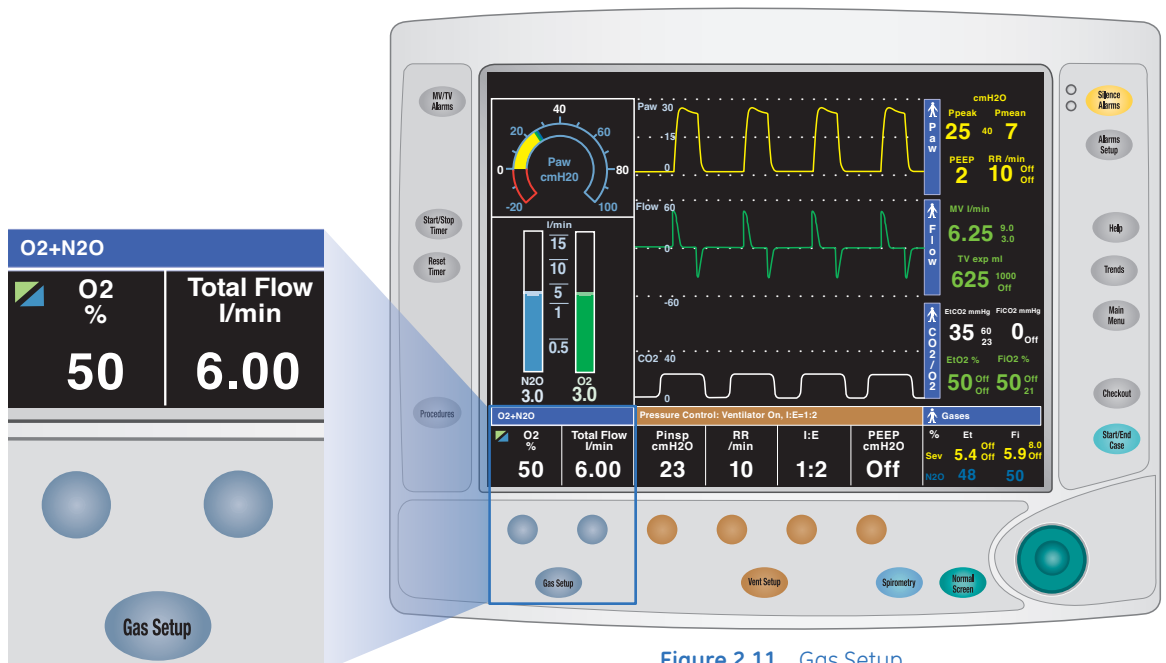 O2+N2O
O2
%
50
Total Flow
l/min
6.00
Gas Setup
MV/TV
Alarms
Start/Stop
Timer
Reset
Timer
Procedures
40
20
60
0
80
-20
100
Paw
cmH20
l/min
15
10
5
1
0.5
N2O
3.0
O2
3.0
Paw 30
15
0
Flow 60
0
-60
CO2 40
0
Paw
cmH2O
Ppeak Pmean
25 40 7
PEEP RR /min
2 10 Off
Off
Flow
MV l/min
6.25 9.0
3.0
TV exp ml
625 1000
Off
CO2/O2
EtCO2 mmHg FiCO2 mmHg
35 60
23
0 Off
EtO2 % FiO2 %
50 Off
Off
50 Off
21
O2+N2O
O2
%
50
Total Flow
l/min
6.00
Pressure Control: Ventilator On, I:E=1:2
Pinsp
cmH2O
23
RR
/min
10
I:E
1:2
PEEP
cmH2O
Off
Gases
% Et Fi
Sev 5.4 Off
Off
5.9 8.0
Off
N2O 48 50
Gas Setup
Vent Setup
Spirometry
Normal
Screen
Silence
Alarms
Alarms
Setup
Help
Trends
Main
Menu
Checkout
Start/End
Case
Figure 2.11 Gas Setup